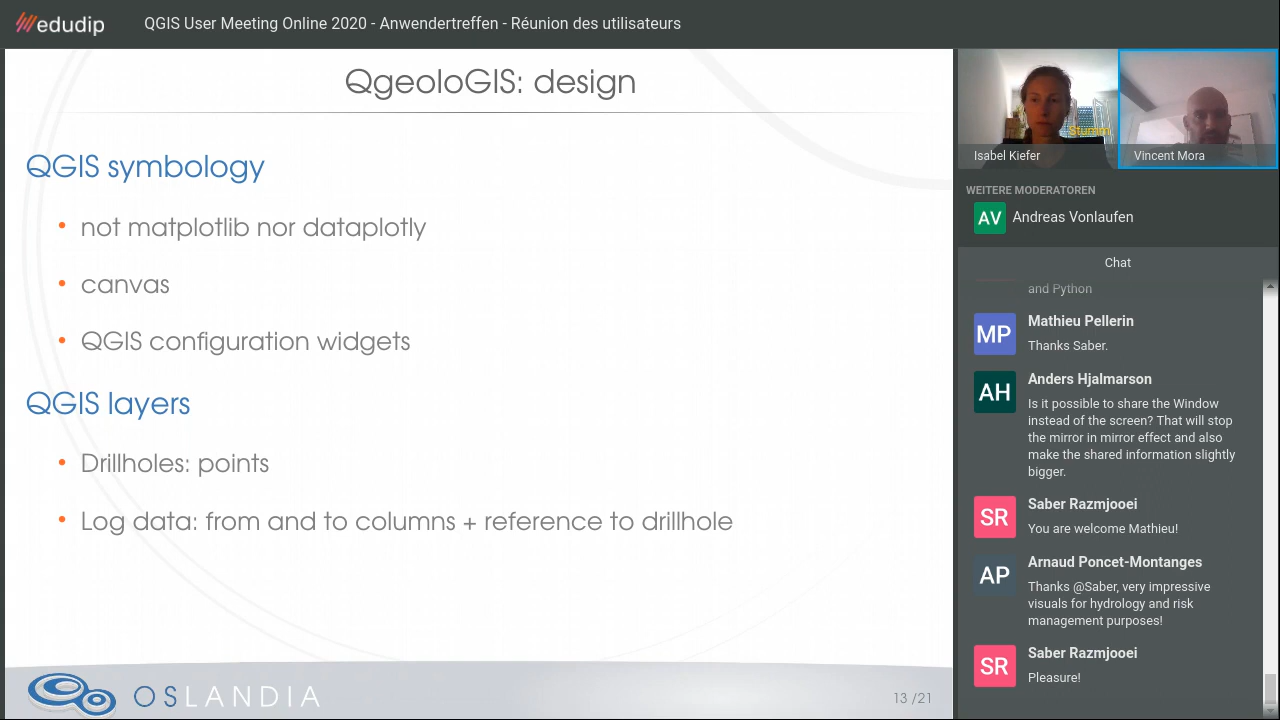 edudip
QGIS User Meeting Online 2020 - Anwendertreffen - Réunion des utilisateurs
QgeoloGIS: design
QGIS symbology
• not matplotlib nor dataplotly
• canvas
• QGIS configuration widgets
QGIS layers
• Drillholes: points
• Log data: from and to columns + reference to drillhole
OSLANDIA
13 /21
Stumm
Isabel Kiefer
Vincent Mora
WEITERE MODERATOREN
AV
Andreas Vonlaufen
Chat
and Python
MP
Mathieu Pellerin
Thanks Saber.
AH
Anders Hjalmarson
Is it possible to share the Window
instead of the screen? That will stop
the mirror in mirror effect and also
make the shared information slightly
bigger.
SR
Saber Razmjooei
You are welcome Mathieu!
AP
Arnaud Poncet-Montanges
Thanks @Saber, very impressive
visuals for hydrology and risk
management purposes!
SR
Saber Razmjooei
Pleasure!